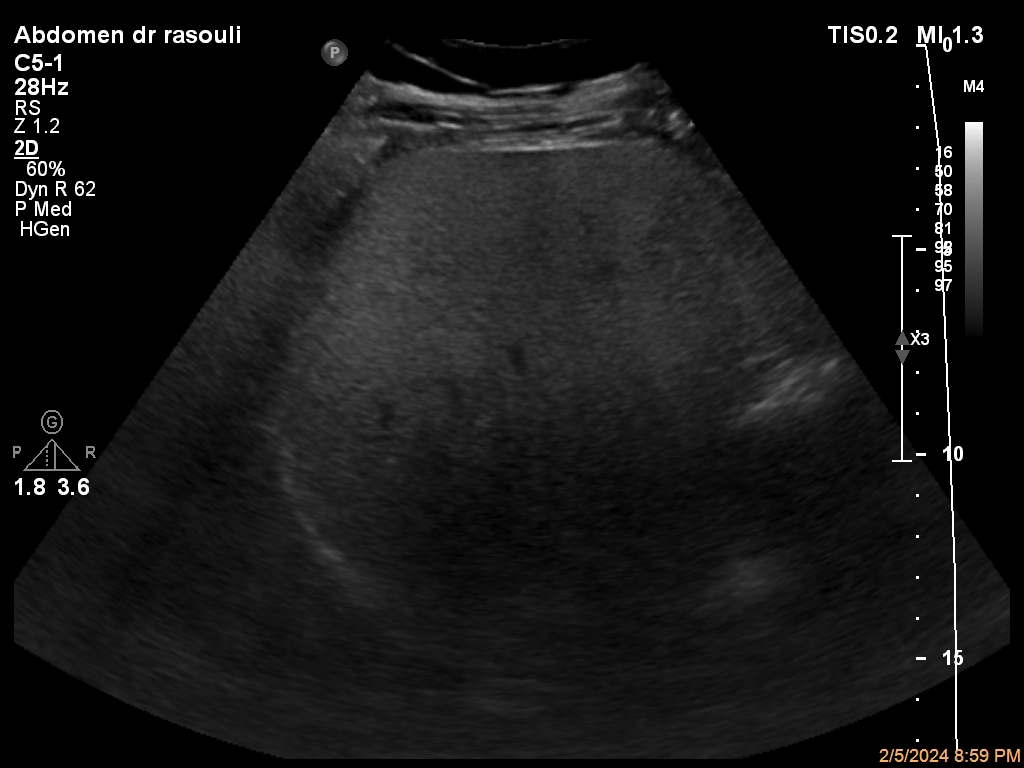 Abdomen dr rasouli
TIS0.2 MI 1.3
C5-1
28Hz
RS
Z 1.2
2D
60%
Dyn R 62
P Med
HGen
P
0
M4
16
50
58
70
81
95
97
X3
10
15
G
P R
1.8 3.6
2/5/2024 8:59 PM